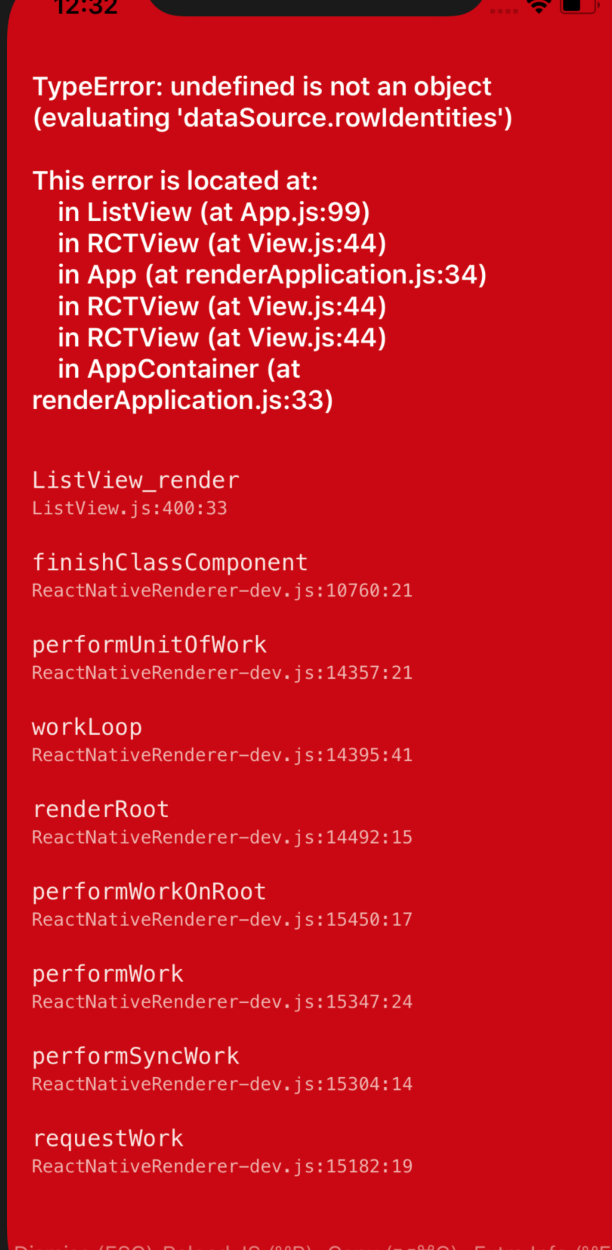 12:32
TypeError: undefined is not an object
(evaluating 'dataSource.rowIdentities')
This error is located at:
in ListView (at App.js:99)
in RCTView (at View.js:44)
in App (at renderApplication.js:34)
in RCTView (at View.js:44)
in RCTView (at View.js:44)
in AppContainer (at
renderApplication.js:33)
ListView_render
ListView.js:400:33
finishClassComponent
ReactNativeRenderer-dev.js:10760:21
performUnitOfWork
ReactNativeRenderer-dev.js:14357:21
workLoop
ReactNativeRenderer-dev.js:14395:41
renderRoot
ReactNativeRenderer-dev.js:14492:15
performWorkOnRoot
ReactNativeRenderer-dev.js:15450:17
performWork
ReactNativeRenderer-dev.js:15347:24
performSyncWork
ReactNativeRenderer-dev.js:15304:14
requestWork
ReactNativeRenderer-dev.js:15182:19